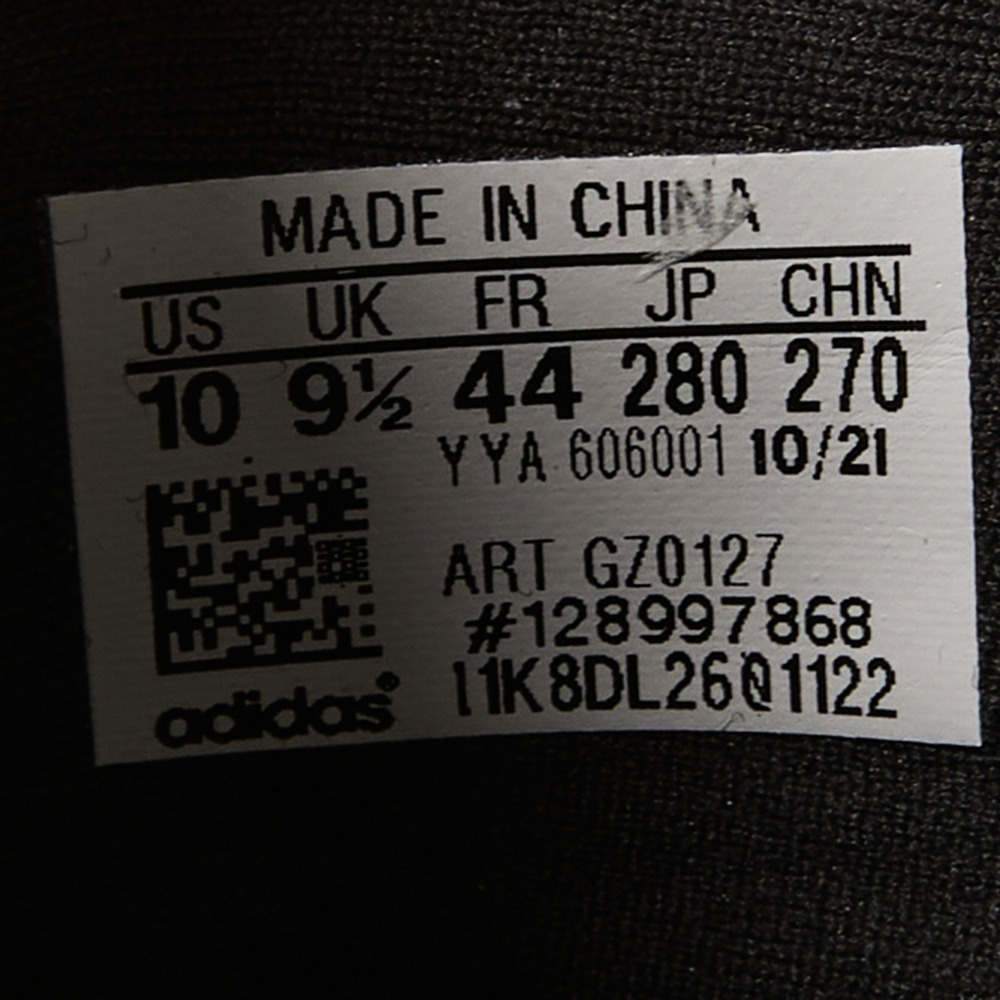 MADE IN CHINA
US UK FR JP CHN
10 9½ 44 280 270
YYA 606001 10/21
ART GZ0127
#128997868
adidas®